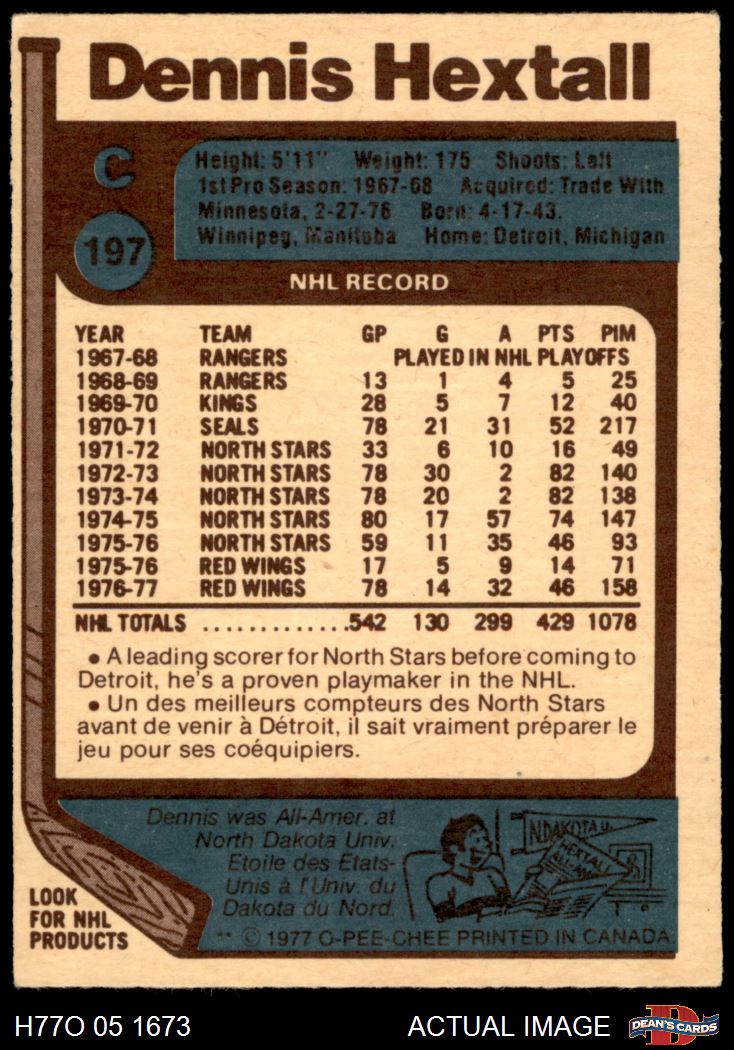 Dennis Hextall
C
197
Height: 5'11" Weight: 175 Shoots: Left
1st Pro Season: 1967-68 Acquired: Trade With
Minnesota, 2-27-76 Born: 4-17-43,
Winnipeg, Manitoba Home: Detroit, Michigan
NHL RECORD
YEAR TEAM GP G A PTS PIM
1967-68 RANGERS PLAYED IN NHL PLAYOFFS
1968-69 RANGERS 13 1 4 5 25
1969-70 KINGS 28 5 7 12 40
1970-71 SEALS 78 21 31 52 217
1971-72 NORTH STARS 33 6 10 16 49
1972-73 NORTH STARS 78 30 2 82 140
1973-74 NORTH STARS 78 20 2 82 138
1974-75 NORTH STARS 80 17 57 74 147
1975-76 NORTH STARS 59 11 35 46 93
1975-76 RED WINGS 17 5 9 14 71
1976-77 RED WINGS 78 14 32 46 158
NHL TOTALS .............542 130 299 429 1078
• A leading scorer for North Stars before coming to
Detroit, he's a proven playmaker in the NHL.
• Un des meilleurs compteurs des North Stars
avant de venir à Détroit, il sait vraiment préparer le
jeu pour ses coéquipiers.
Dennis was All-Amer. at
North Dakota Univ.
Etoile des Etats-
Unis à l'Univ. du
Dakota du Nord.
N DAKOTA U.
HEXTALL
ALL-AM
LOOK
FOR NHL
PRODUCTS
** © 1977 O-PEE-CHEE PRINTED IN CANADA
H77O 05 1673 ACTUAL IMAGE
D
DEAN'S CARDS